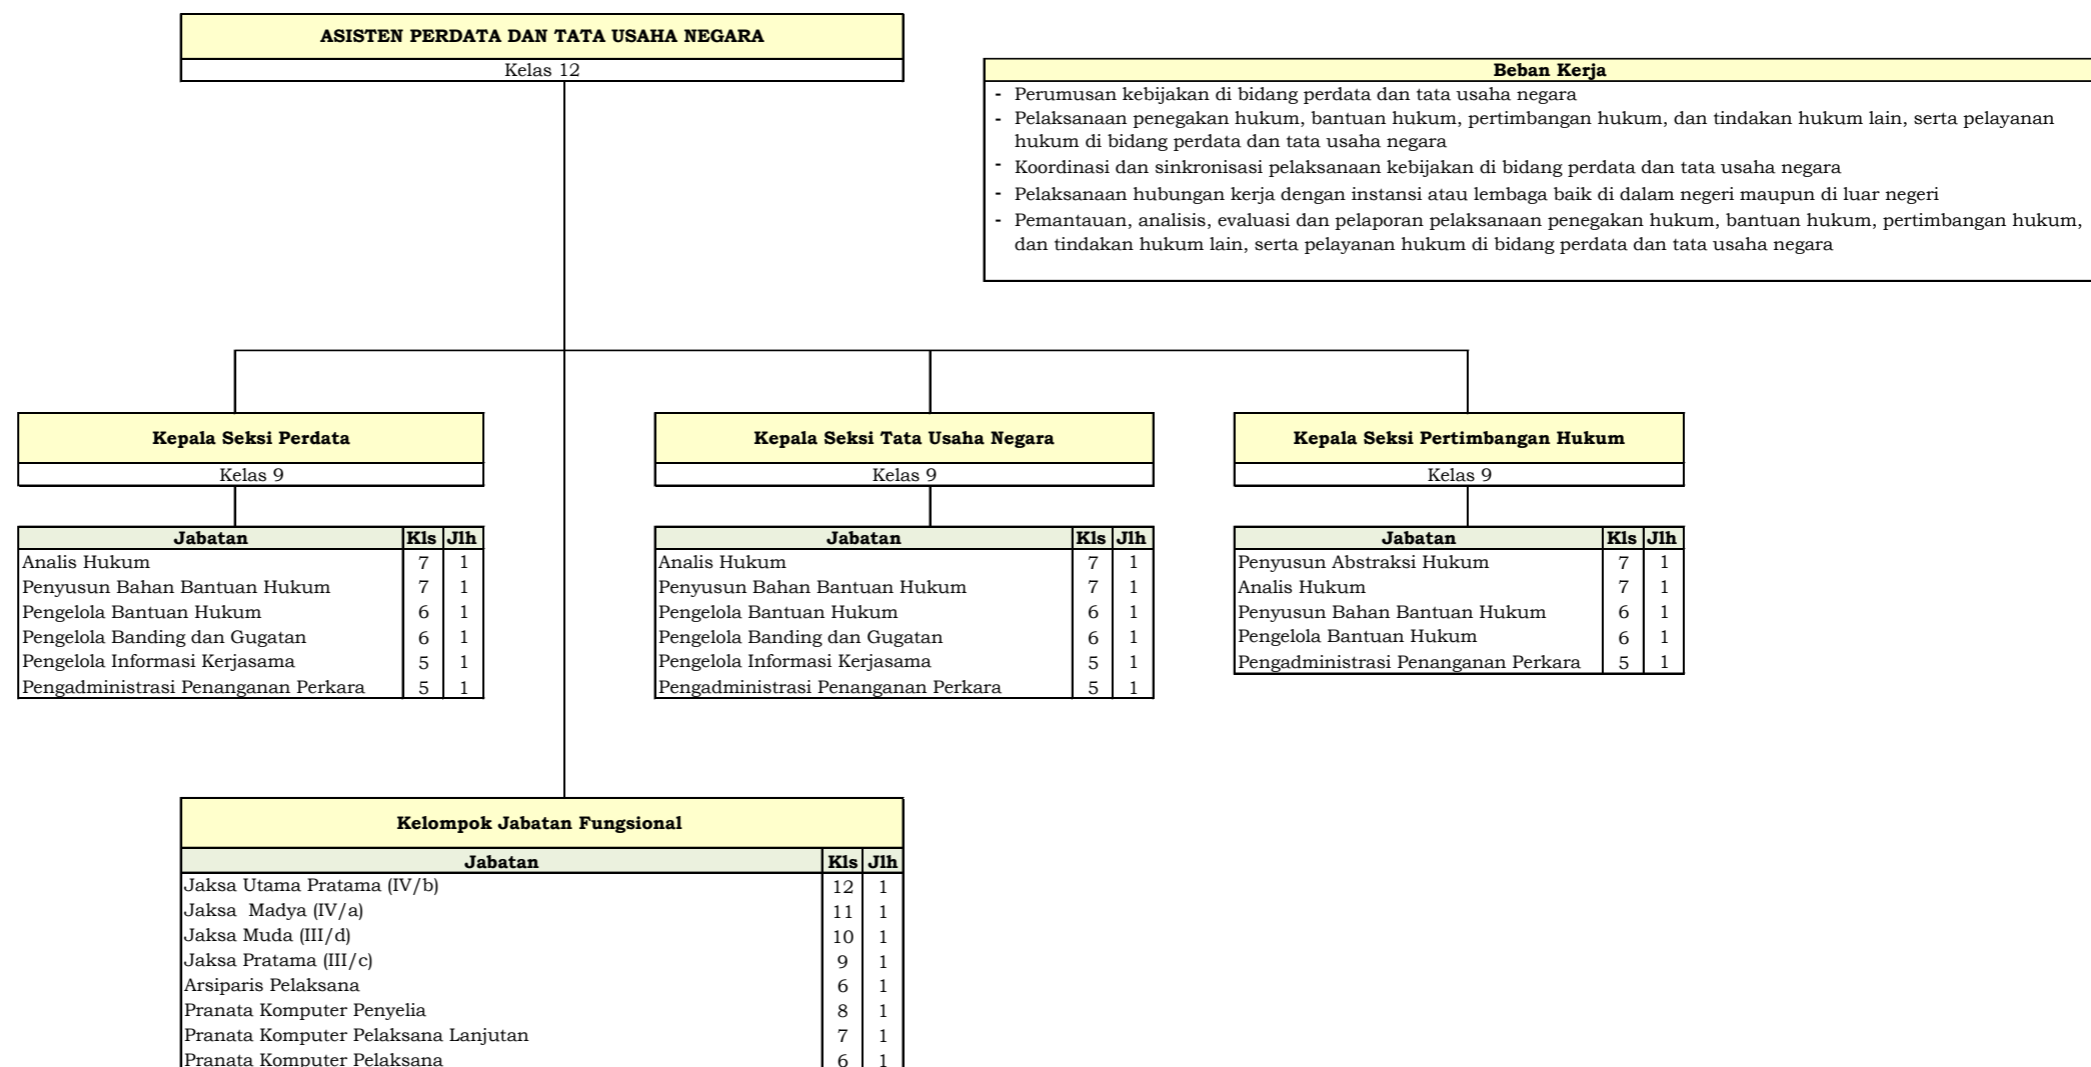 ASISTEN PERDATA DAN TATA USAHA NEGARA
Kelas 12
Beban Kerja
- Perumusan kebijakan di bidang perdata dan tata usaha negara
- Pelaksanaan penegakan hukum, bantuan hukum, pertimbangan hukum, dan tindakan hukum lain, serta pelayanan
hukum di bidang perdata dan tata usaha negara
- Koordinasi dan sinkronisasi pelaksanaan kebijakan di bidang perdata dan tata usaha negara
- Pelaksanaan hubungan kerja dengan instansi atau lembaga baik di dalam negeri maupun di luar negeri
- Pemantauan, analisis, evaluasi dan pelaporan pelaksanaan penegakan hukum, bantuan hukum, pertimbangan hukum,
dan tindakan hukum lain, serta pelayanan hukum di bidang perdata dan tata usaha negara
Kepala Seksi Perdata
Kelas 9
Jabatan Kls Jlh
Analis Hukum 7 1
Penyusun Bahan Bantuan Hukum 7 1
Pengelola Bantuan Hukum 6 1
Pengelola Banding dan Gugatan 6 1
Pengelola Informasi Kerjasama 5 1
Pengadministrasi Penanganan Perkara 5 1
Kepala Seksi Tata Usaha Negara
Kelas 9
Jabatan Kls Jlh
Analis Hukum 7 1
Penyusun Bahan Bantuan Hukum 7 1
Pengelola Bantuan Hukum 6 1
Pengelola Banding dan Gugatan 6 1
Pengelola Informasi Kerjasama 5 1
Pengadministrasi Penanganan Perkara 5 1
Kepala Seksi Pertimbangan Hukum
Kelas 9
Jabatan Kls Jlh
Penyusun Abstraksi Hukum 7 1
Analis Hukum 7 1
Penyusun Bahan Bantuan Hukum 6 1
Pengelola Bantuan Hukum 6 1
Pengadministrasi Penanganan Perkara 5 1
Kelompok Jabatan Fungsional
Jabatan Kls Jlh
Jaksa Utama Pratama (IV/b) 12 1
Jaksa Madya (IV/a) 11 1
Jaksa Muda (III/d) 10 1
Jaksa Pratama (III/c) 9 1
Arsiparis Pelaksana 6 1
Pranata Komputer Penyelia 8 1
Pranata Komputer Pelaksana Lanjutan 7 1
Pranata Komputer Pelaksana 6 1